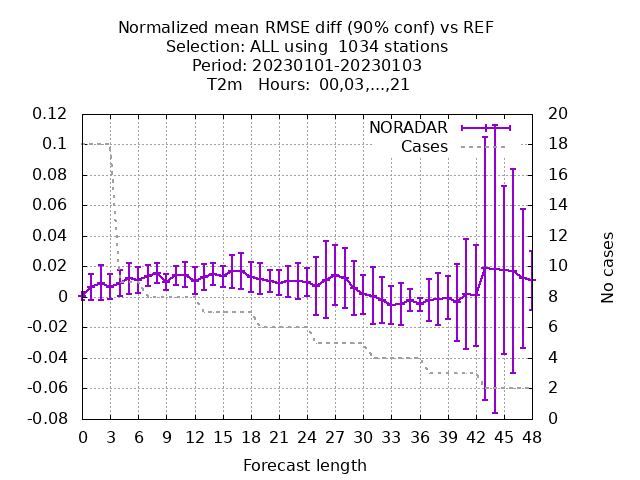 Normalized mean RMSE diff (90% conf) vs REF
Selection: ALL using  1034 stations
Period: 20230101-20230103
T2m   Hours:  00,03,...,21
0.12
0.1
0.08
0.06
0.04
0.02
0
-0.02
-0.04
-0.06
-0.08
NORADAR
Cases
20
18
16
14
12
10
8
6
4
2
0
No cases
0 3 6 9 12 15 18 21 24 27 30 33 36 39 42 45 48
Forecast length